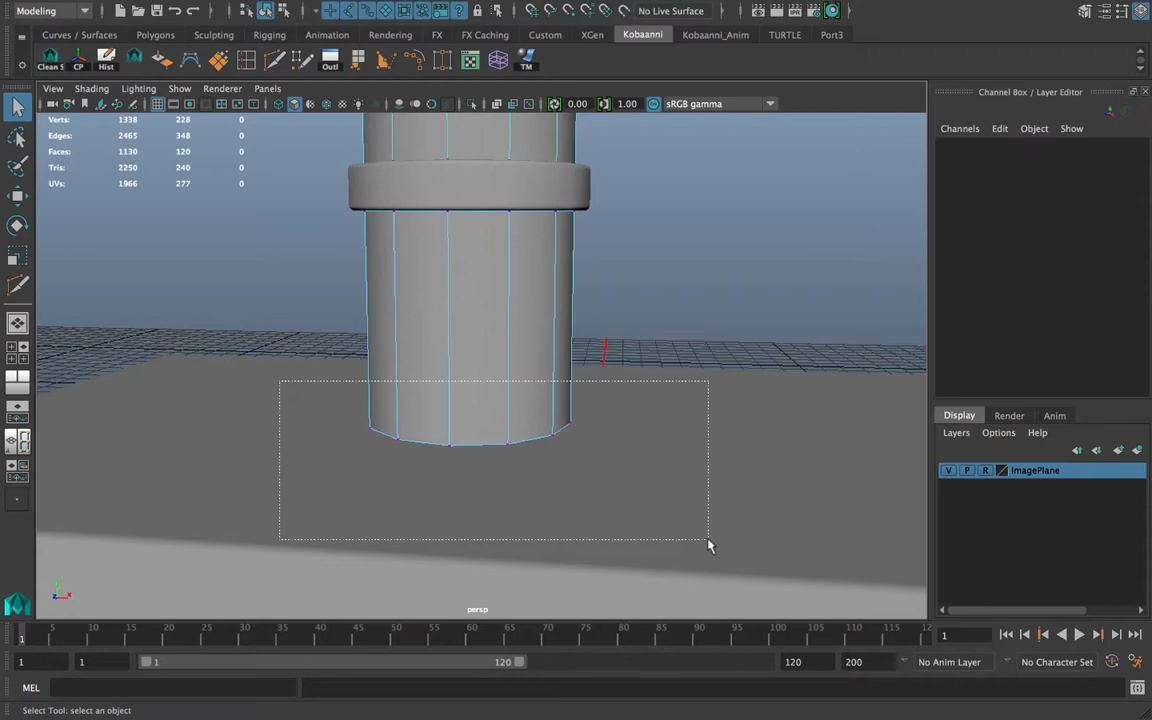 Modeling
No Live Surface
Curves / Surfaces Polygons Sculpting Rigging Animation Rendering FX FX Caching Custom XGen Kobaanni Kobaanni_Anim TURTLE Port3
Clean S CP Hist Outl TM
View Shading Lighting Show Renderer Panels
0.00 1.00 sRGB gamma
Verts: 1338 228 0
Edges: 2465 348 0
Faces: 1130 120 0
Tris: 2250 240 0
UVs: 1966 277 0
persp
Channel Box / Layer Editor
Channels Edit Object Show
Display Render Anim
Layers Options Help
V P R ImagePlane
5 10 15 20 25 30 35 40 45 50 55 60 65 70 75 80 85 90 95 100 105 110 115 12
1
1
1 1 1 120 120 200 No Anim Layer No Character Set
MEL
Select Tool: select an object